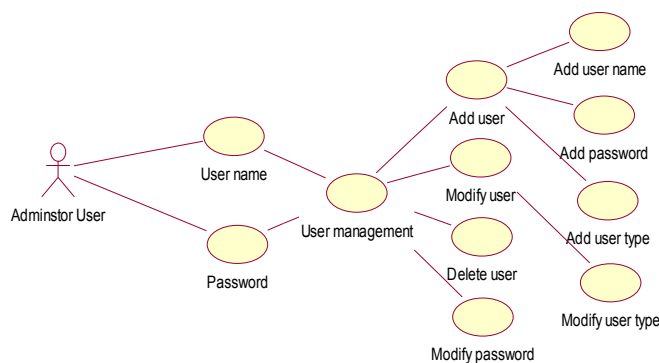 Add user name
Add user
Add password
User name
Modify user
Adminstor User
User management
Add user type
Password
Delete user
Modify user type
Modify password